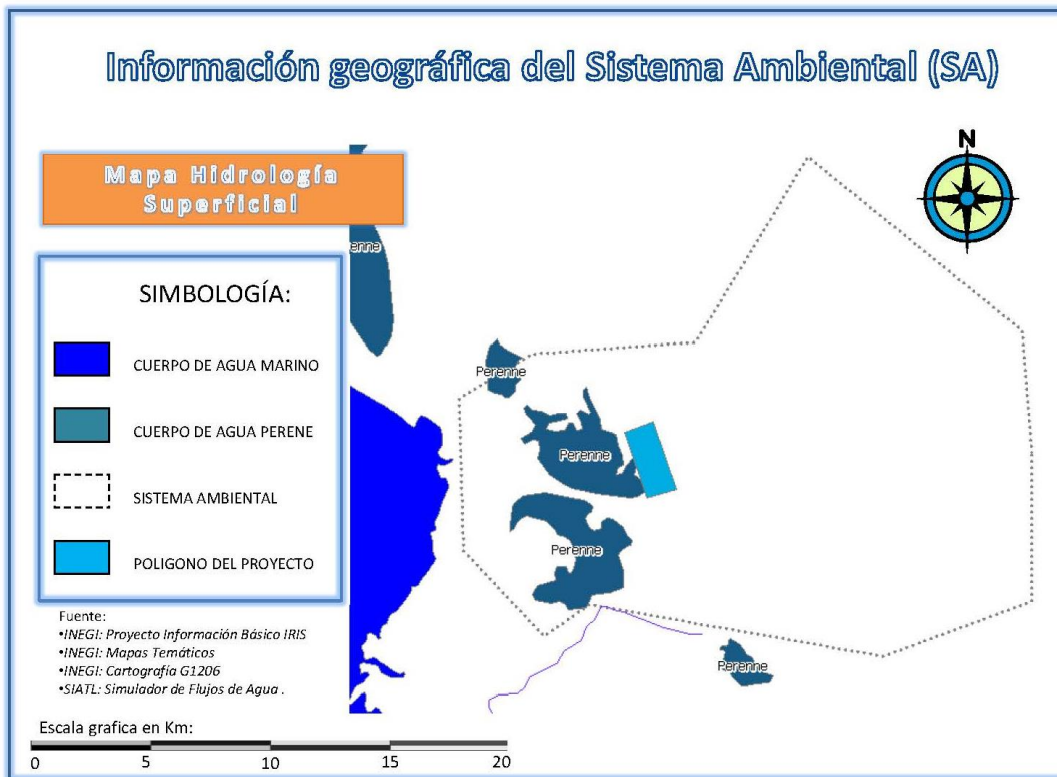 Información geográfica del Sistema Ambiental (SA)
Mapa Hidrología
Superficial
N
enne
SIMBOLOGÍA:
CUERPO DE AGUA MARINO
CUERPO DE AGUA PERENE
SISTEMA AMBIENTAL
POLIGONO DEL PROYECTO
Perenne
Perenne
Perenne
Perenne
Fuente:
•INEGI: Proyecto Información Básico IRIS
•INEGI: Mapas Temáticos
•INEGI: Cartografía G1206
•SIATL: Simulador de Flujos de Agua .
Escala grafica en Km:
0 5 10 15 20